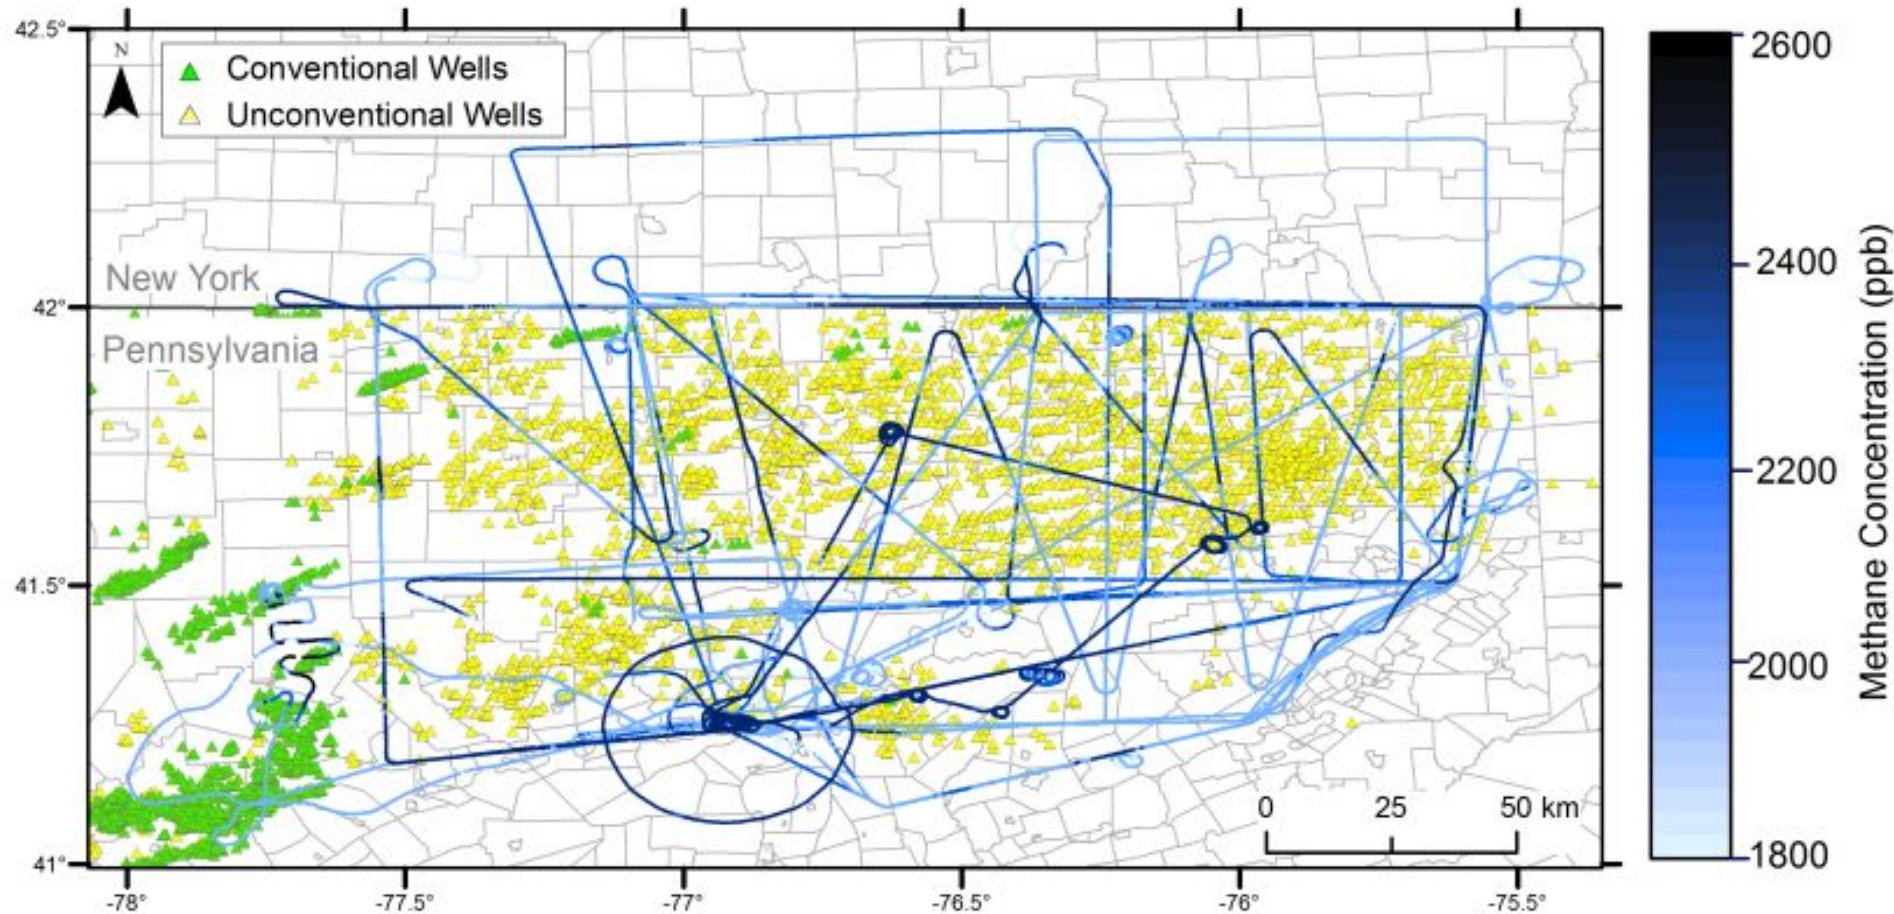 42.5°
N
Conventional Wells
Unconventional Wells
New York
42°
Pennsylvania
41.5°
41°
0 25 50 km
-78° -77.5° -77° -76.5° -76° -75.5°
2600
2400
2200
2000
1800
Methane Concentration (ppb)